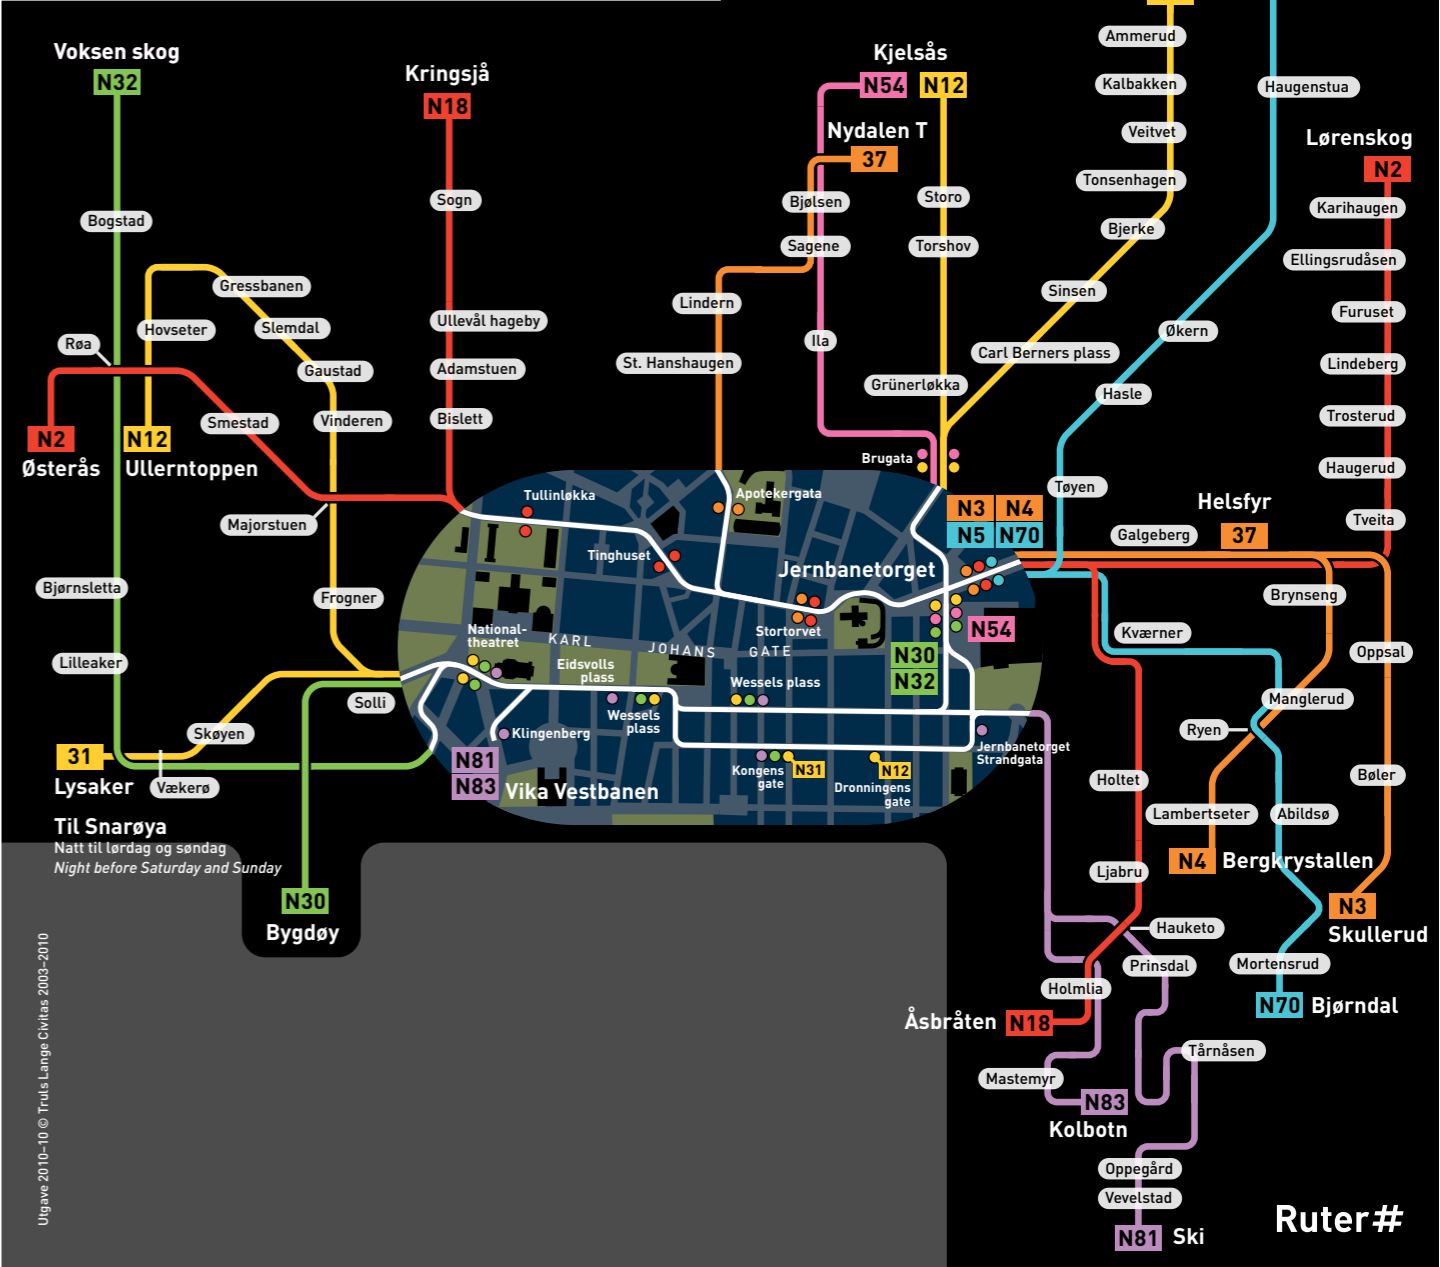 Voksen skog
N32
Bogstad
Røa
Bjørnsletta
Lilleaker
Kringsjå
N18
Sogn
Ullevål hageby
Adamstuen
Bislett
Gressbanen
Hovseter
Slemdal
Gaustad
Vinderen
Smestad
N2
Østerås
N12
Ullerntoppen
Majorstuen
Frogner
Solli
Skøyen
31
Lysaker
Vækerø
Til Snarøya
Natt til lørdag og søndag
Night before Saturday and Sunday
N30
Bygdøy
Kjelsås
N54
N12
Nydalen T
37
Bjølsen
Sagene
Lindern
St. Hanshaugen
Ila
Storo
Torshov
Grünerløkka
Brugata
Ammerud
Kalbakken
Veitvet
Tonsenhagen
Bjerke
Sinsen
Carl Berners plass
Haugenstua
Økern
Hasle
Tøyen
Lørenskog
N2
Karihaugen
Ellingsrudåsen
Furuset
Lindeberg
Trosterud
Haugerud
Tveita
Helsfyr
37
Galgeberg
Brynseng
Kværner
Oppsal
Manglerud
Ryen
Bøler
Lambertseter
Abildsø
N4
Bergkrystallen
N3
Skullerud
Mortensrud
N70
Bjørndal
Holtet
Ljabru
Hauketo
Prinsdal
Holmlia
Åsbråten
N18
Mastemyr
N83
Kolbotn
Tårnåsen
Oppegård
Vevelstad
N81
Ski
Tullinløkka
Apotekergata
Tinghuset
Jernbanetorget
N3
N4
N5
N70
Stortorvet
N54
N30
N32
National-
theatret
KARL
JOHANS
GATE
Eidsvolls
plass
Wessels plass
Wessels
plass
Klingenberg
N81
N83
Vika Vestbanen
Kongens
gate
N31
N12
Dronningens
gate
Jernbanetorget
Strandgata
Utgave 2010–10 © Truls Lange Civitas 2003–2010
Ruter#